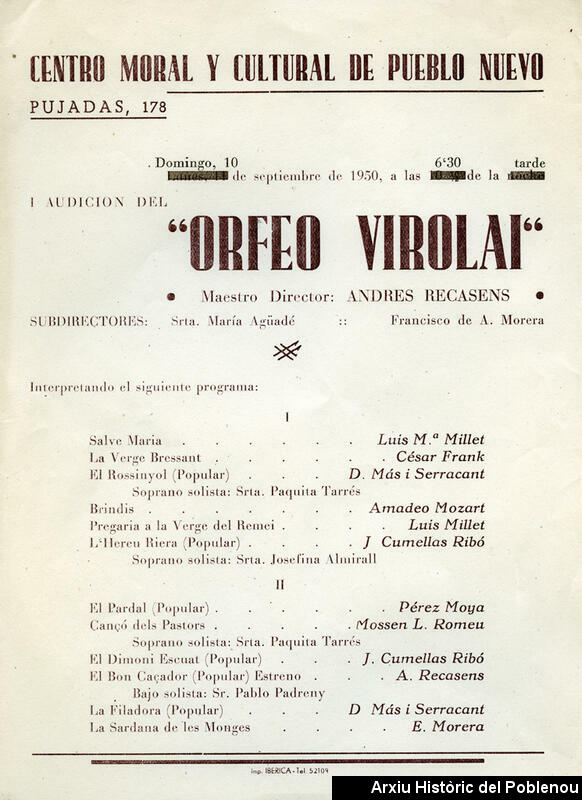 CENTRO MORAL Y CULTURAL DE PUEBLO NUEVO
PUJADAS, 178
. Domingo, 10 6'30 tarde
Lunes, 11 de septiembre de 1950, a las de la noche
I AUDICION DEL
"ORFEO VIROLAI"
• Maestro Director: ANDRES RECASENS •
SUBDIRECTORES: Srta. María Agüadé :: Francisco de A. Morera
Interpretando el siguiente programa:
I
Salve Maria . . . . . . Luis M.ª Millet
La Verge Bressant . . . . . . César Frank
El Rossinyol (Popular) . . . . D. Más i Serracant
Soprano solista: Srta. Paquita Tarrés
Brindis . . . . . . . Amadeo Mozart
Pregaria a la Verge del Remei . . . . Luis Millet
L'Hereu Riera (Popular) . . . . J Cumellas Ribó
Soprano solista: Srta. Josefina Almirall
II
El Pardal (Popular) . . . . . Pérez Moya
Cançó dels Pastors . . . . . Mossen L. Romeu
Soprano solista: Srta. Paquita Tarrés
El Dimoni Escuat (Popular) . . . J. Cumellas Ribó
El Bon Caçador (Popular) Estreno . . . A. Recasens
Bajo solista: Sr. Pablo Padreny
La Filadora (Popular) . . . . D Más i Serracant
La Sardana de les Monges . . . . E. Morera
Imp. IBERICA-Tel. 52109
Arxiu Històric del Poblenou